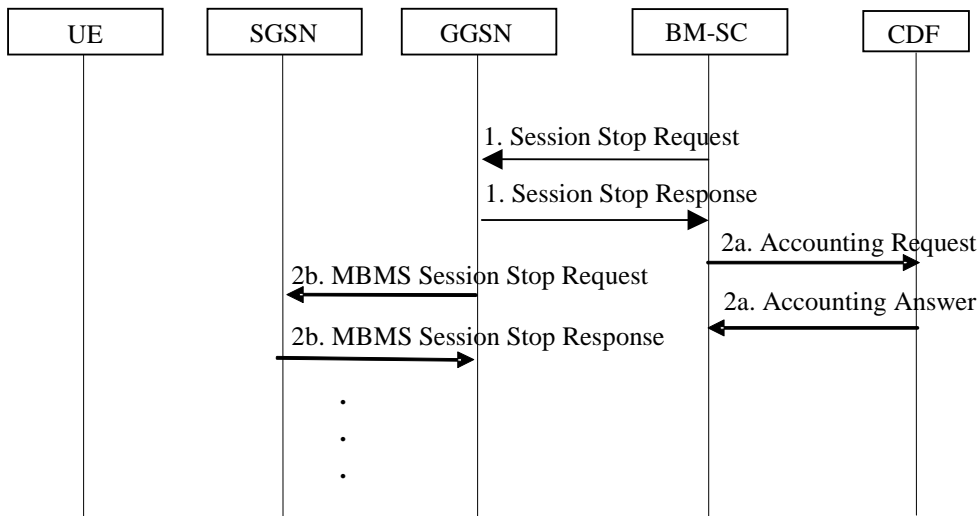 UE
SGSN
GGSN
BM-SC
CDF
1. Session Stop Request
1. Session Stop Response
2a. Accounting Request
2b. MBMS Session Stop Request
2a. Accounting Answer
2b. MBMS Session Stop Response